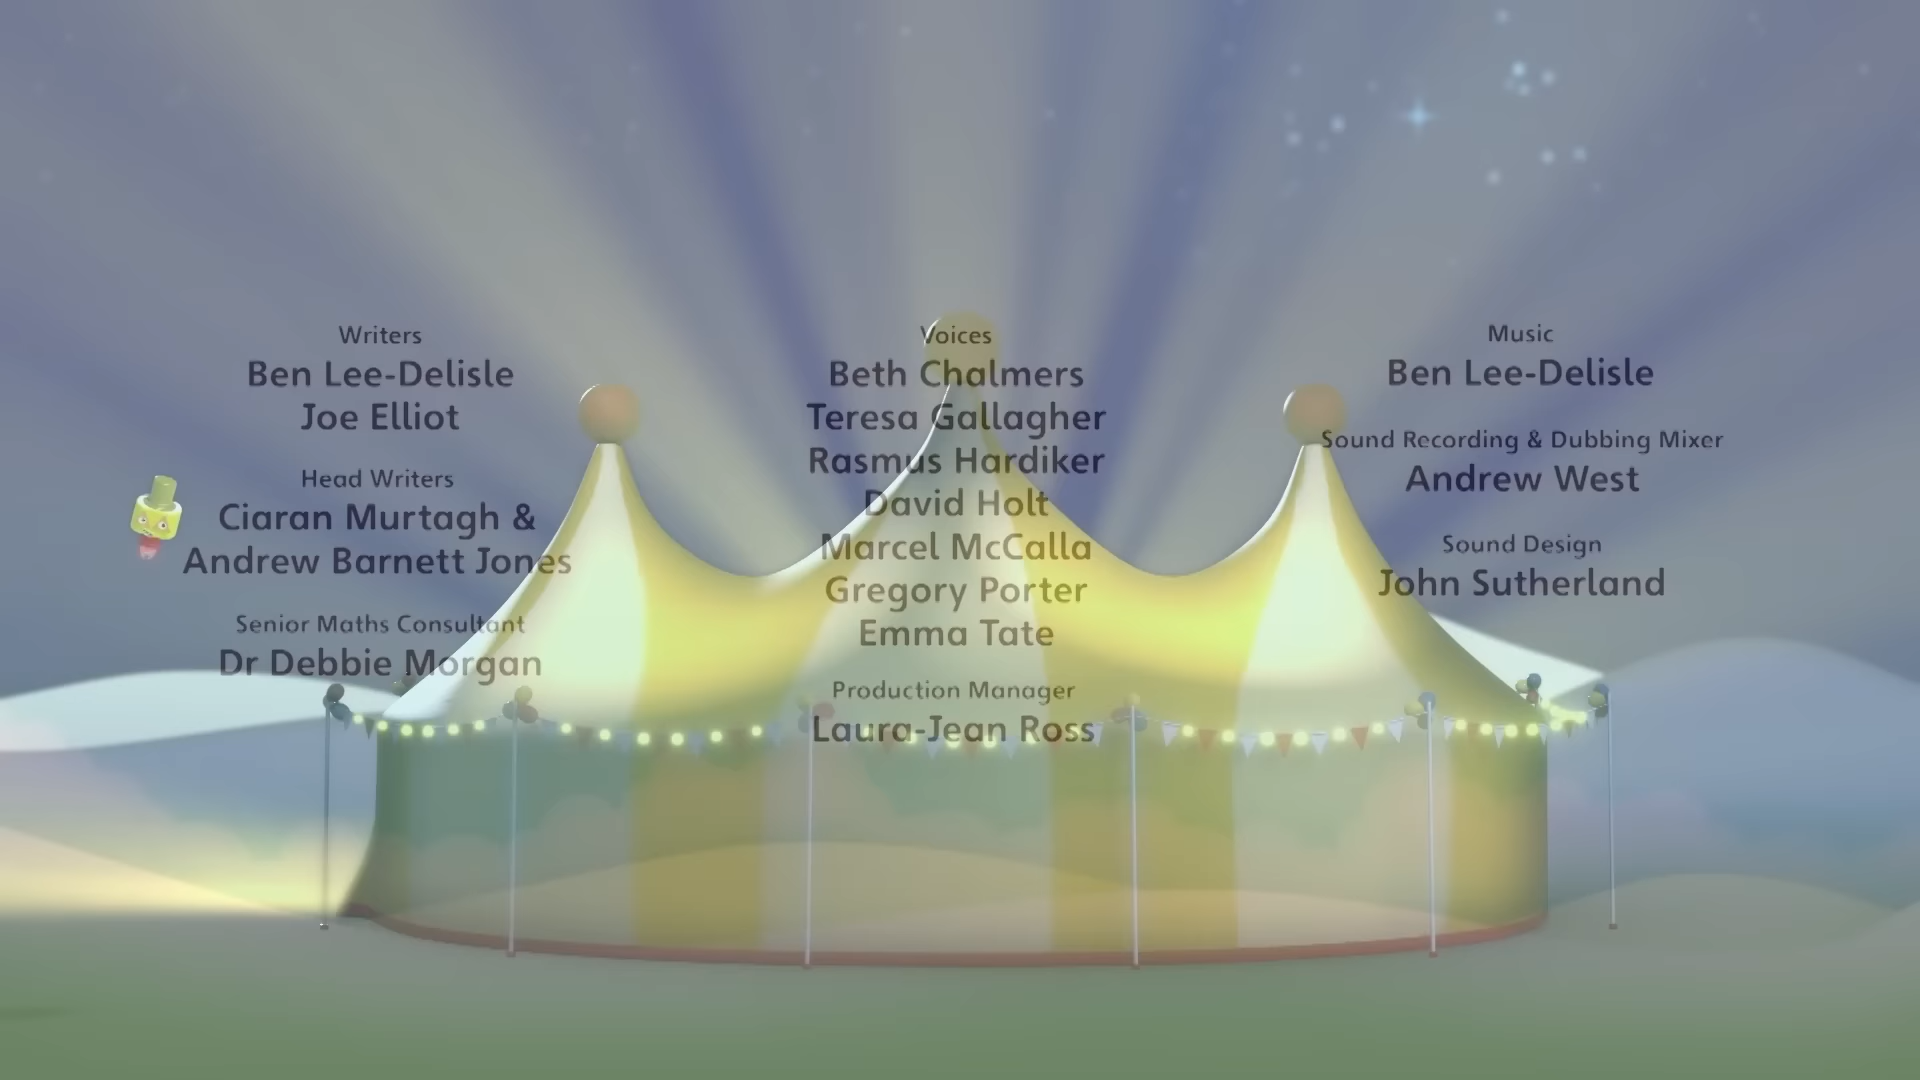 Writers
Ben Lee-Delisle
Joe Elliot
Head Writers
Ciaran Murtagh &
Andrew Barnett Jones
Senior Maths Consultant
Dr Debbie Morgan
Voices
Beth Chalmers
Teresa Gallagher
Rasmus Hardiker
David Holt
Marcel McCalla
Gregory Porter
Emma Tate
Production Manager
Laura-Jean Ross
Music
Ben Lee-Delisle
Sound Recording & Dubbing Mixer
Andrew West
Sound Design
John Sutherland